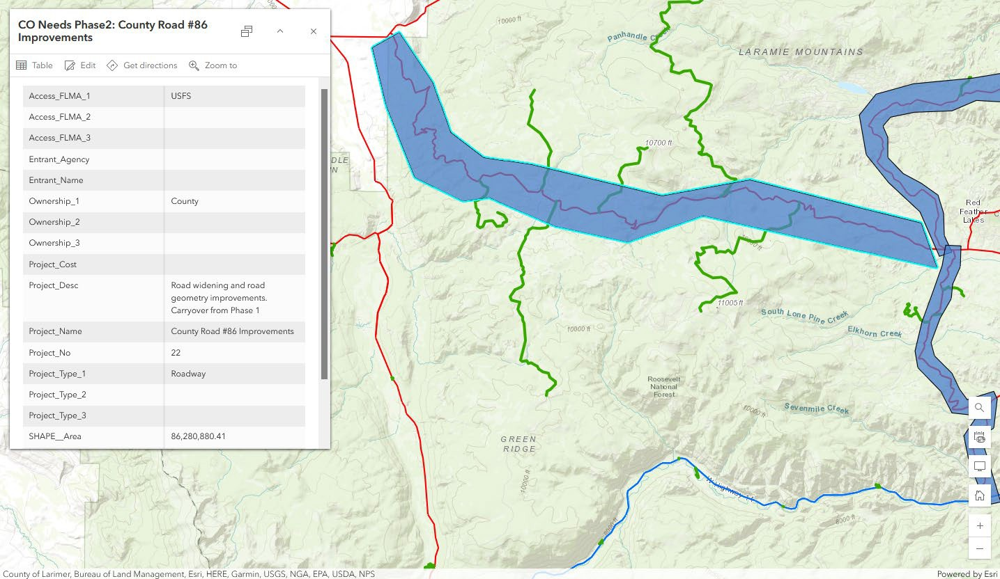 CO Needs Phase2: County Road #86
Improvements
Table Edit Get directions Zoom to
Access_FLMA_1 USFS
Access_FLMA_2
Access_FLMA_3
Entrant_Agency
Entrant_Name
Ownership_1 County
Ownership_2
Ownership_3
Project_Cost
Project_Desc Road widening and road
geometry improvements.
Carryover from Phase 1
Project_Name County Road #86 Improvements
Project_No 22
Project_Type_1 Roadway
Project_Type_2
Project_Type_3
SHAPE__Area 86,280,880.41
10000 ft
Panhandle Creek
LARAMIE MOUNTAINS
10700 ft
DLE
IN
Red
Feather
Lakes
C
11005 ft
South Lone Pine Creek
10000 ft
Elkhorn Creek
Roosevelt
National
Forest
10000 ft
Sevenmile Creek
GREEN
RIDGE
10000 ft
W Highway 14
8000 ft
County of Larimer, Bureau of Land Management, Esri, HERE, Garmin, USGS, NGA, EPA, USDA, NPS
Powered by Esri